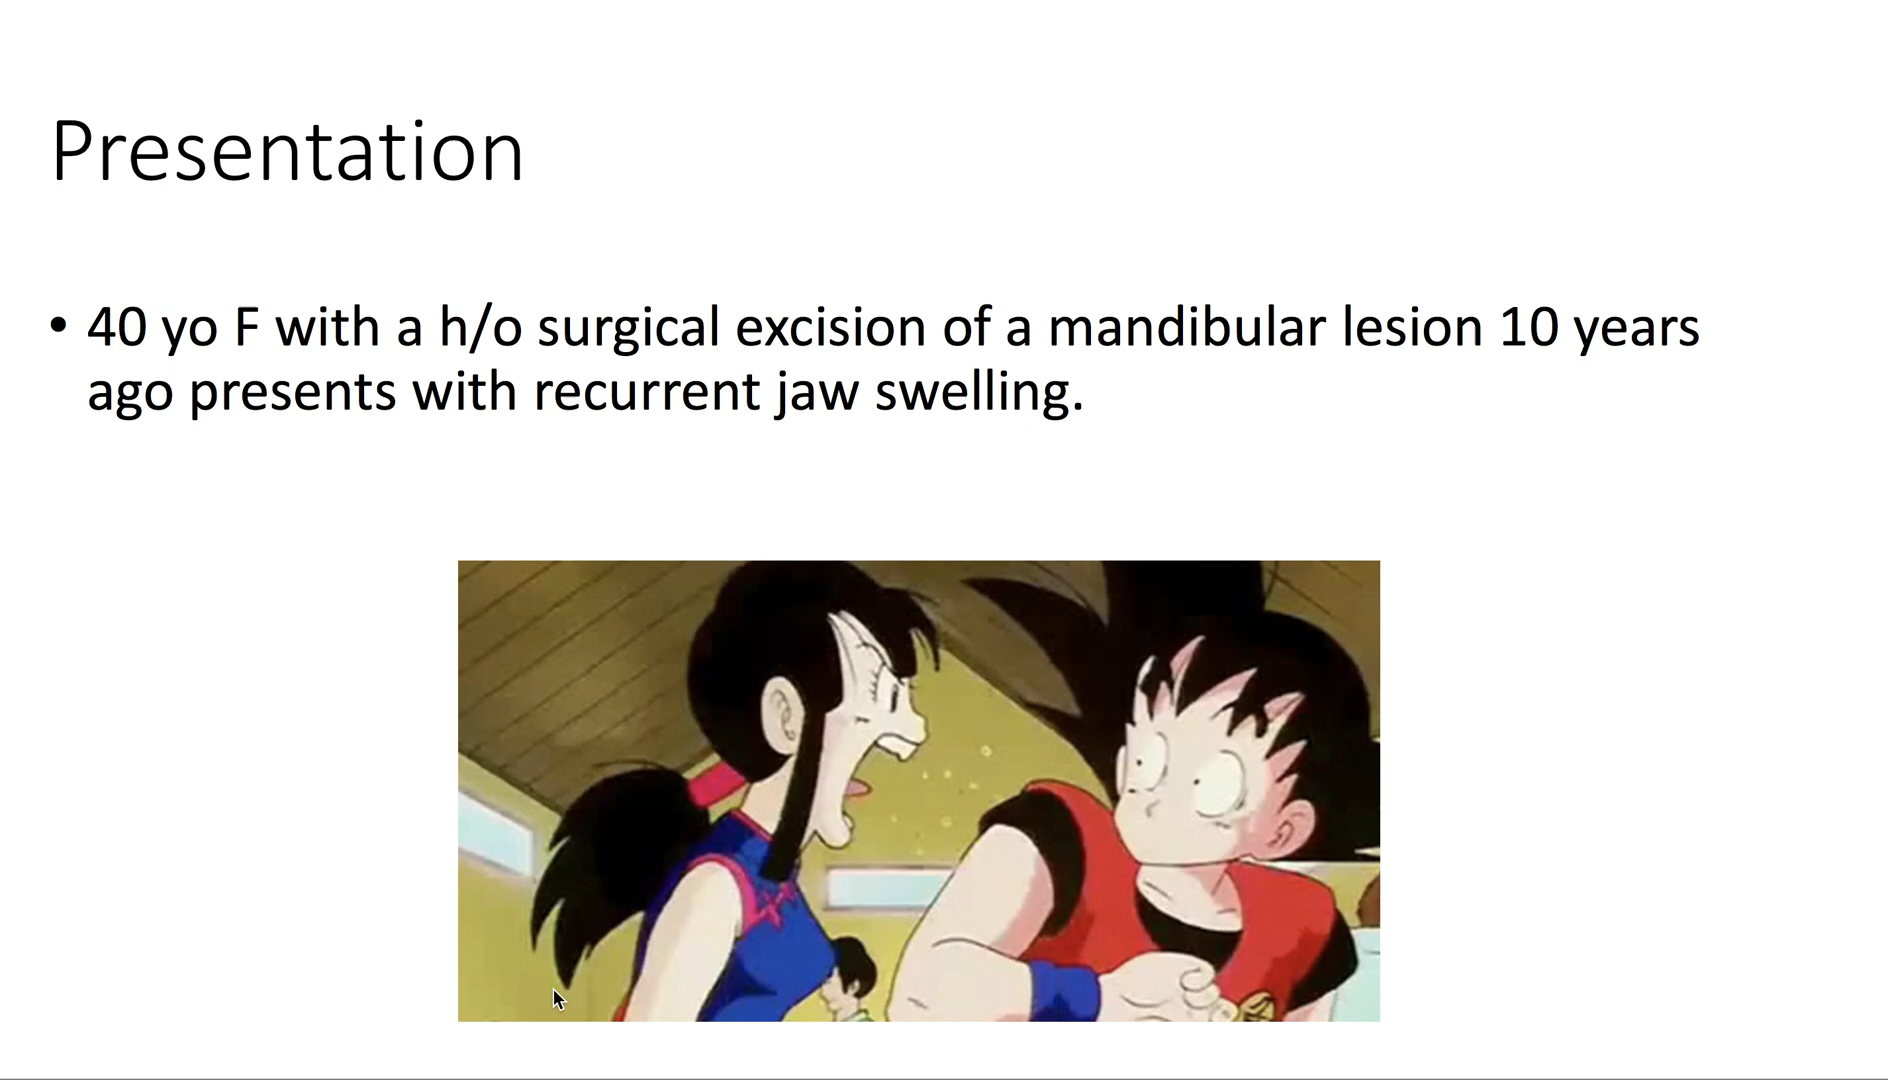 Presentation
• 40 yo F with a h/o surgical excision of a mandibular lesion 10 years
ago presents with recurrent jaw swelling.